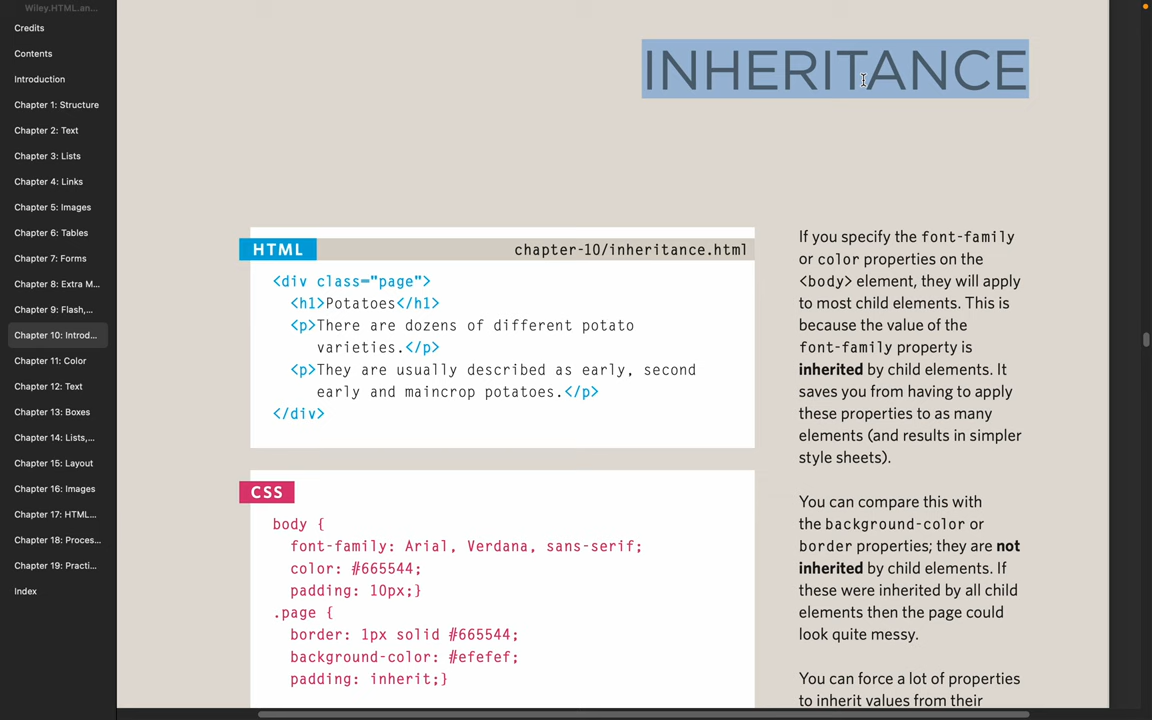 Wiley.HTML.an...
Credits
Contents
Introduction
Chapter 1: Structure
Chapter 2: Text
Chapter 3: Lists
Chapter 4: Links
Chapter 5: Images
Chapter 6: Tables
Chapter 7: Forms
Chapter 8: Extra M...
Chapter 9: Flash,...
Chapter 10: Introd...
Chapter 11: Color
Chapter 12: Text
Chapter 13: Boxes
Chapter 14: Lists,...
Chapter 15: Layout
Chapter 16: Images
Chapter 17: HTML...
Chapter 18: Proces...
Chapter 19: Practi...
Index
INHERITANCE
HTML chapter-10/inheritance.html
<div class="page">
<h1>Potatoes</h1>
<p>There are dozens of different potato
varieties.</p>
<p>They are usually described as early, second
early and maincrop potatoes.</p>
</div>
CSS
body {
font-family: Arial, Verdana, sans-serif;
color: #665544;
padding: 10px;}
.page {
border: 1px solid #665544;
background-color: #efefef;
padding: inherit;}
If you specify the font-family
or color properties on the
<body> element, they will apply
to most child elements. This is
because the value of the
font-family property is
inherited by child elements. It
saves you from having to apply
these properties to as many
elements (and results in simpler
style sheets).
You can compare this with
the background-color or
border properties; they are not
inherited by child elements. If
these were inherited by all child
elements then the page could
look quite messy.
You can force a lot of properties
to inherit values from their